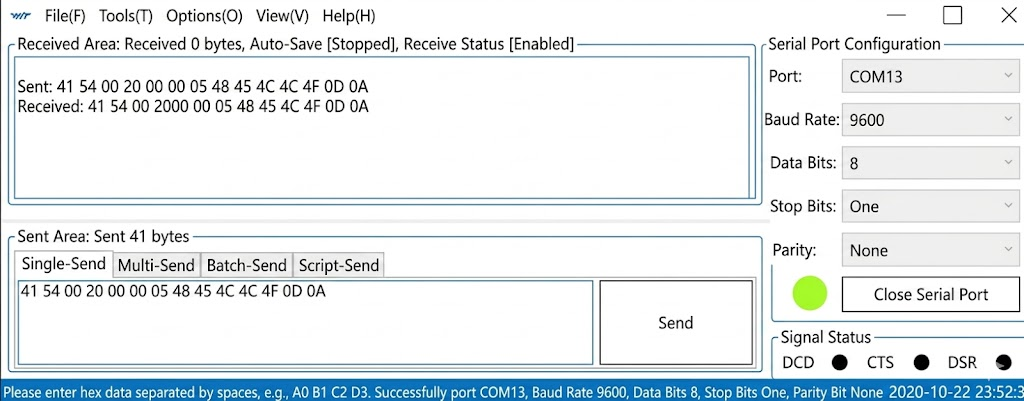 File(F) Tools(T) Options(O) View(V) Help(H)
Received Area: Received 0 bytes, Auto-Save [Stopped], Receive Status [Enabled]
Sent: 41 54 00 20 00 00 05 48 45 4C 4C 4F 0D 0A
Received: 41 54 00 2000 00 05 48 45 4C 4C 4F 0D 0A
Serial Port Configuration
Port: COM13
Baud Rate: 9600
Data Bits: 8
Stop Bits: One
Parity: None
Close Serial Port
Sent Area: Sent 41 bytes
Single-Send Multi-Send Batch-Send Script-Send
41 54 00 20 00 00 05 48 45 4C 4C 4F 0D 0A
Send
Signal Status
DCD CTS DSR
Please enter hex data separated by spaces, e.g., A0 B1 C2 D3. Successfully port COM13, Baud Rate 9600, Data Bits 8, Stop Bits One, Parity Bit None 2020-10-22 23:52:3